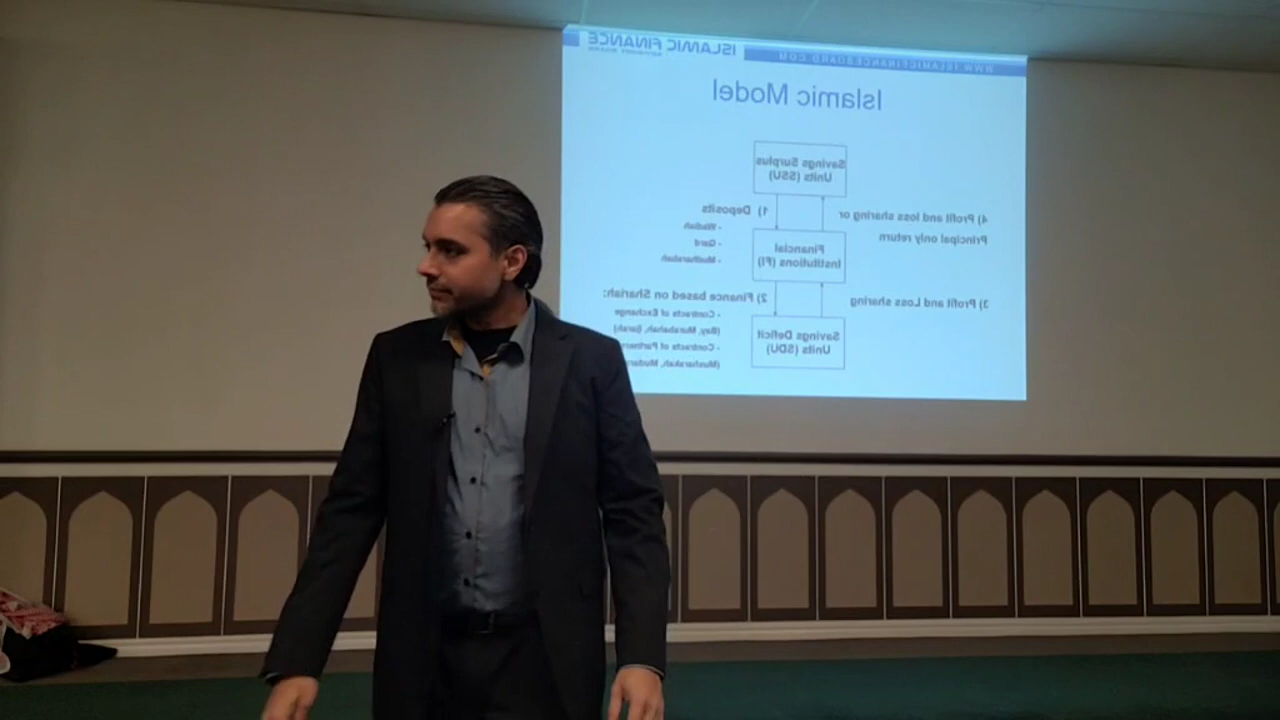 ISLAMIC FINANCE
WWW.ISLAMICFINANCEBOARD.COM
Islamic Model
Savings Surplus
Units (SSU)
4) Profit and loss sharing or
Principal only return
1) Deposits
- Wadiah
- Qard
- Mudharabah
Financial
Institutions (FI)
3) Profit and Loss sharing
2) Finance based on Shariah:
- Contracts of Exchange
(Bay, Murabahah, Ijarah)
- Contracts of
(Musharakah,
Savings Deficit
Units (SDU)